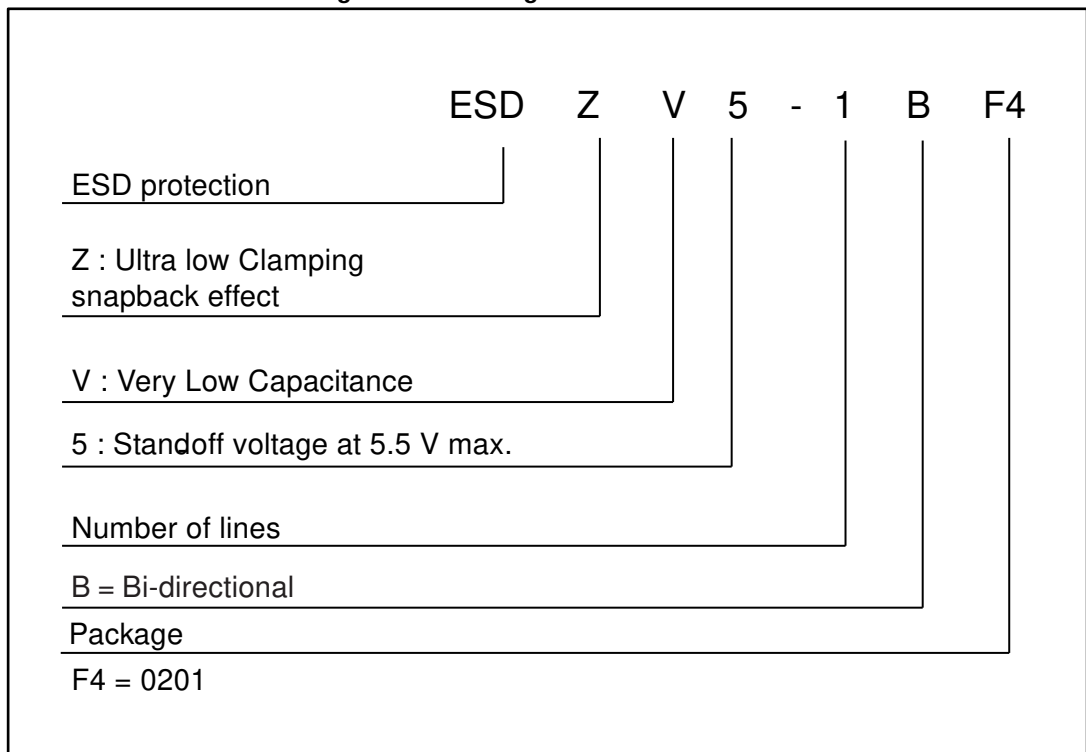 ESD Z V 5 - 1 B F4
ESD protection
Z : Ultra low Clamping
snapback effect
V : Very Low Capacitance
5 : Standoff voltage at 5.5 V max.
Number of lines
B = Bi-directional
Package
F4 = 0201